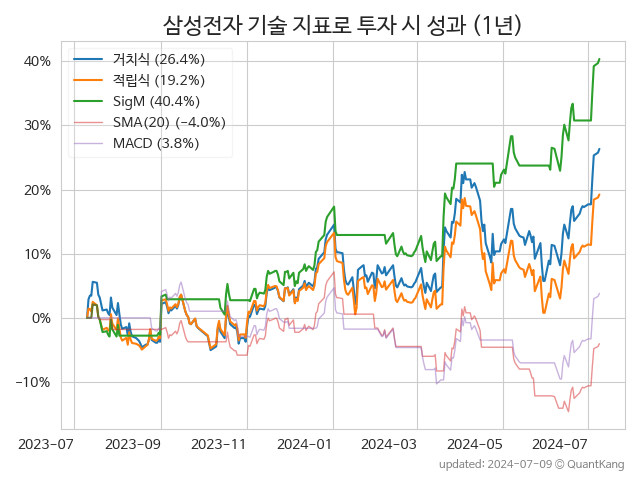 삼성전자 기술 지표로 투자 시 성과 (1년)
거치식 (26.4%)
적립식 (19.2%)
SigM (40.4%)
SMA(20) (−4.0%)
MACD (3.8%)
40%
30%
20%
10%
0%
−10%
2023-07
2023-09
2023-11
2024-01
2024-03
2024-05
2024-07
updated: 2024-07-09 © QuantKang